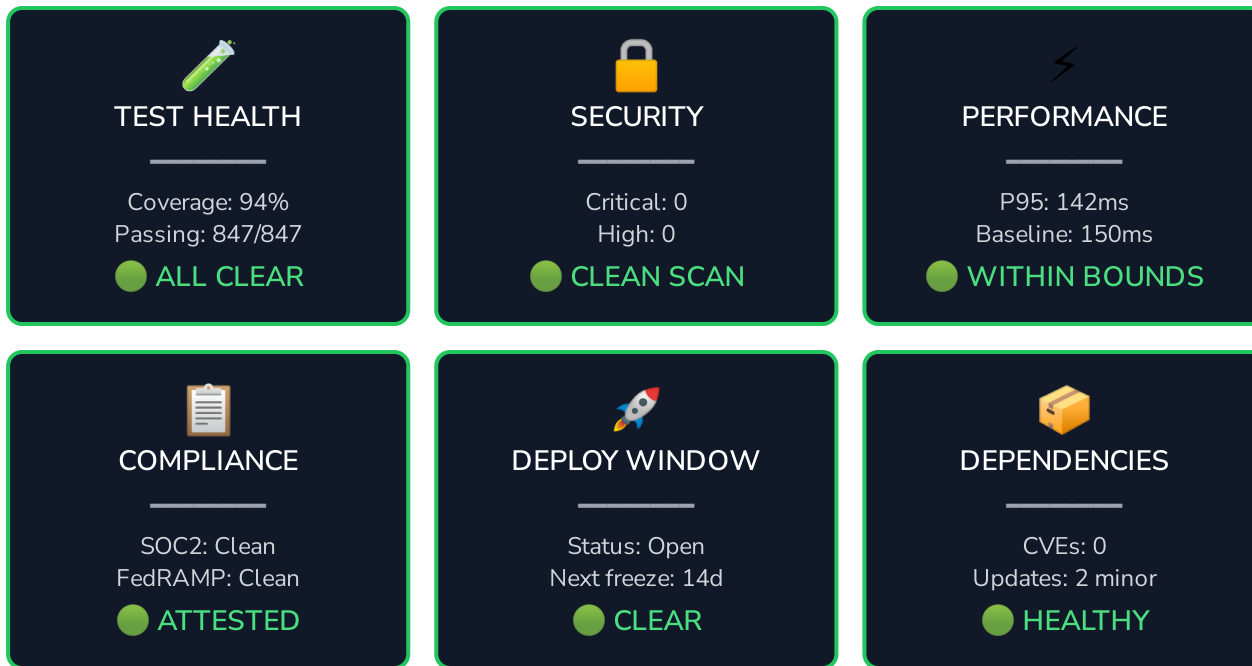 TEST HEALTH
Coverage: 94%
Passing: 847/847
ALL CLEAR
SECURITY
Critical: 0
High: 0
CLEAN SCAN
PERFORMANCE
P95: 142ms
Baseline: 150ms
WITHIN BOUNDS
COMPLIANCE
SOC2: Clean
FedRAMP: Clean
ATTESTED
DEPLOY WINDOW
Status: Open
Next freeze: 14d
CLEAR
DEPENDENCIES
CVEs: 0
Updates: 2 minor
HEALTHY